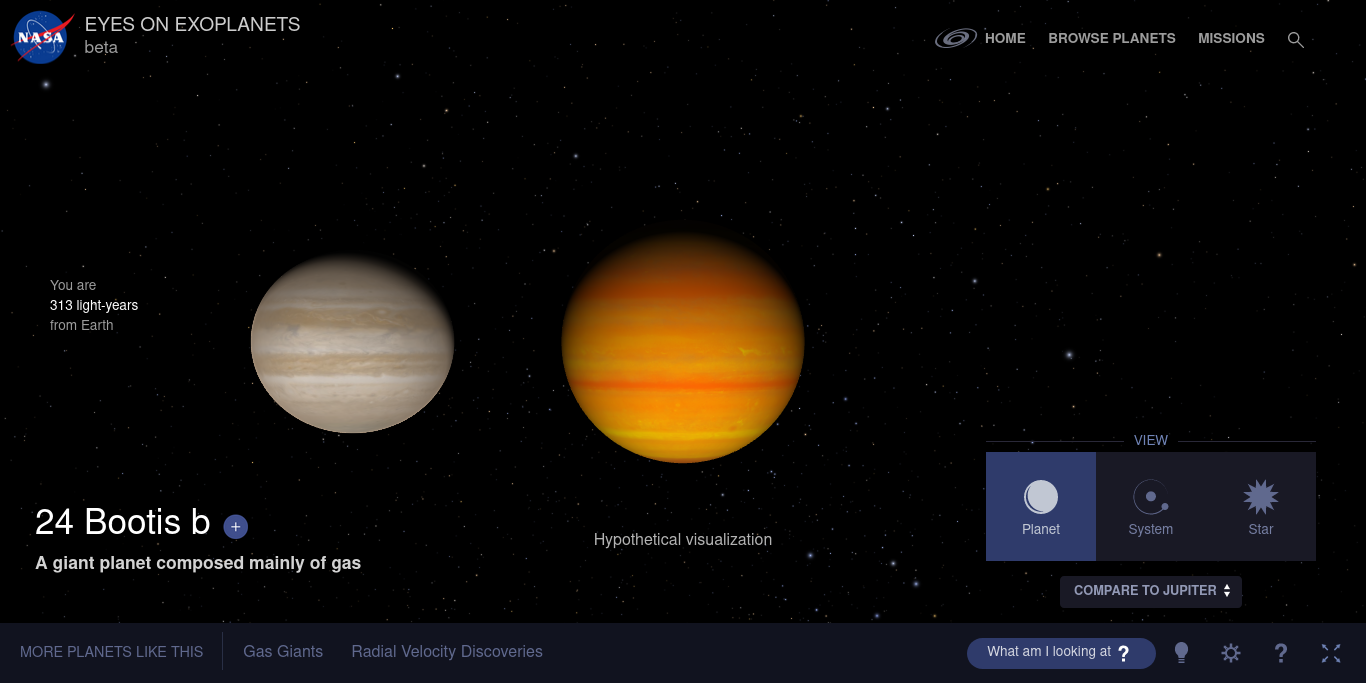 NASA
EYES ON EXOPLANETS
beta
HOME
BROWSE PLANETS
MISSIONS
You are
313 light-years
from Earth
24 Bootis b +
A giant planet composed mainly of gas
Hypothetical visualization
VIEW
Planet
System
Star
COMPARE TO JUPITER
MORE PLANETS LIKE THIS
Gas Giants
Radial Velocity Discoveries
What am I looking at ?
?